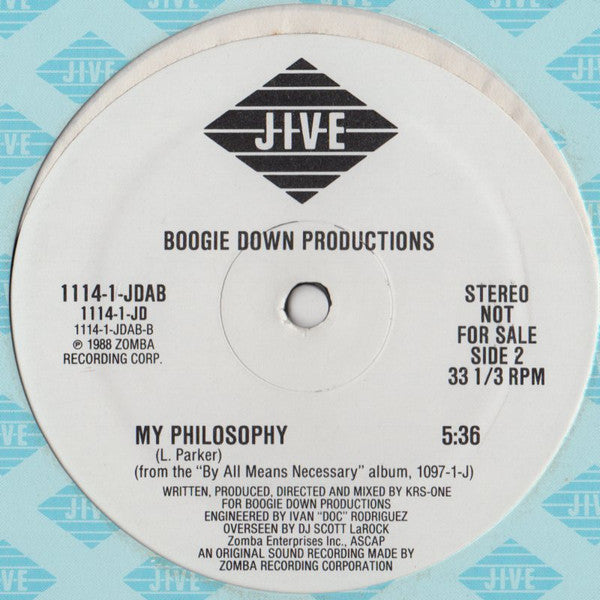 JIVE
J-I-V-E
BOOGIE DOWN PRODUCTIONS
1114-1-JDAB
1114-1-JD
1114-1-JDAB-B
℗ 1988 ZOMBA
RECORDING CORP.
STEREO
NOT
FOR SALE
SIDE 2
33 1/3 RPM
MY PHILOSOPHY 5:36
(L. Parker)
(from the "By All Means Necessary" album, 1097-1-J)
WRITTEN, PRODUCED, DIRECTED AND MIXED BY KRS-ONE
FOR BOOGIE DOWN PRODUCTIONS
ENGINEERED BY IVAN "DOC" RODRIGUEZ
OVERSEEN BY DJ SCOTT LaROCK
Zomba Enterprises Inc., ASCAP
AN ORIGINAL SOUND RECORDING MADE BY
ZOMBA RECORDING CORPORATION
JIVE
JIVE